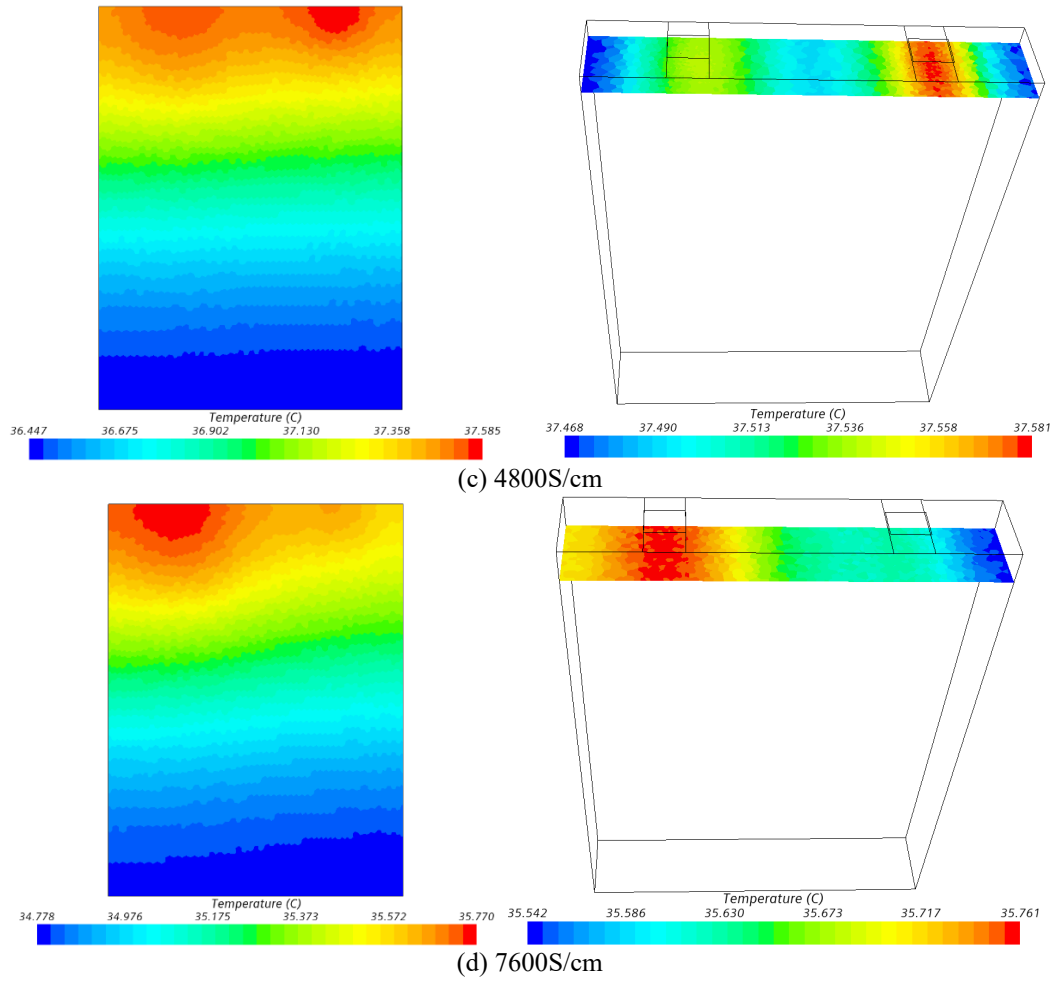 Temperature (C)
36.447 36.675 36.902 37.130 37.358 37.585
Temperature (C)
37.468 37.490 37.513 37.536 37.558 37.581
(c) 4800S/cm
Temperature (C)
34.778 34.976 35.175 35.373 35.572 35.770
Temperature (C)
35.542 35.586 35.630 35.673 35.717 35.761
(d) 7600S/cm